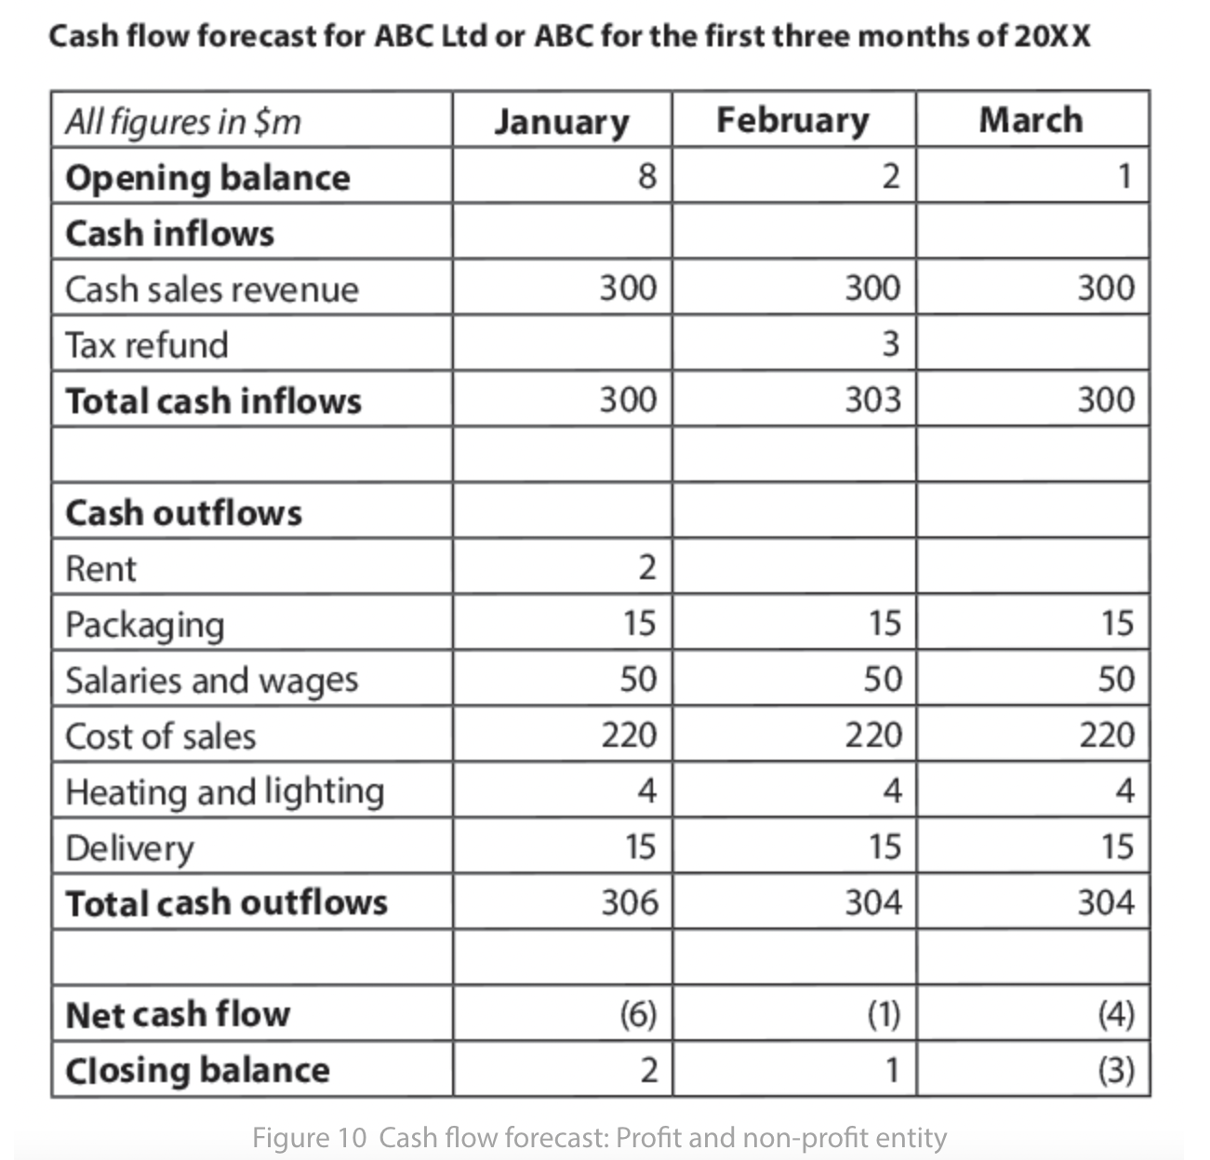 Cash flow forecast for ABC Ltd or ABC for the first three months of 20XX
All figures in $m January February March
Opening balance 8 2 1
Cash inflows
Cash sales revenue 300 300 300
Tax refund 3
Total cash inflows 300 303 300
Cash outflows
Rent 2
Packaging 15 15 15
Salaries and wages 50 50 50
Cost of sales 220 220 220
Heating and lighting 4 4 4
Delivery 15 15 15
Total cash outflows 306 304 304
Net cash flow (6) (1) (4)
Closing balance 2 1 (3)
Figure 10 Cash flow forecast: Profit and non-profit entity